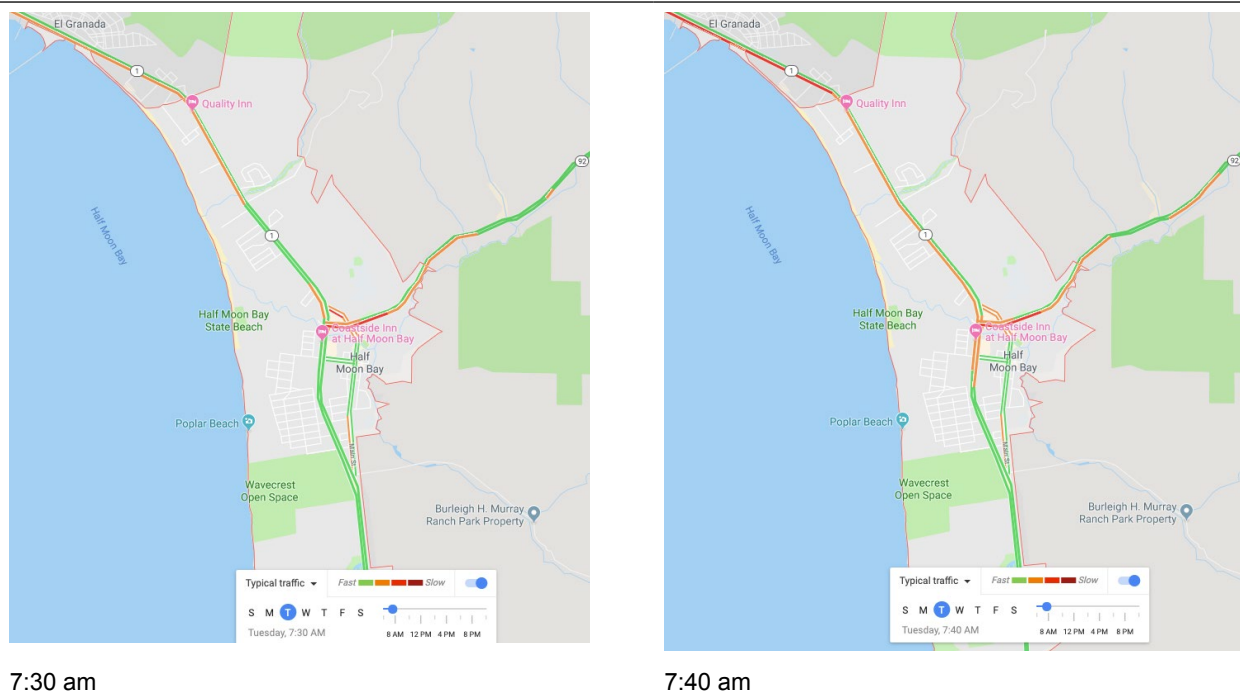 El Granada
1
Quality Inn
92
Half Moon Bay
1
Half Moon Bay
State Beach
Coastside Inn
at Half Moon Bay
Half
Moon Bay
Poplar Beach
Main St
Wavecrest
Open Space
Burleigh H. Murray
Ranch Park Property
Typical traffic
Fast
Slow
S M T W T F S
Tuesday, 7:30 AM
8 AM 12 PM 4 PM 8 PM
7:30 am
El Granada
1
Quality Inn
92
Half Moon Bay
1
Half Moon Bay
State Beach
Coastside Inn
at Half Moon Bay
Half
Moon Bay
Poplar Beach
Main St
Wavecrest
Open Space
Burleigh H. Murray
Ranch Park Property
Typical traffic
Fast
Slow
S M T W T F S
Tuesday, 7:40 AM
8 AM 12 PM 4 PM 8 PM
7:40 am